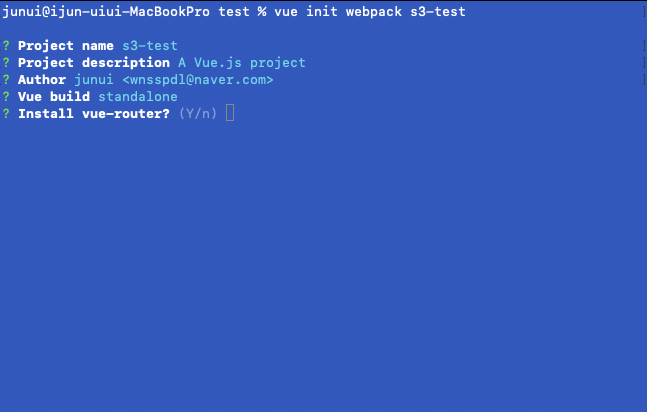 junui@ijun-uiui-MacBookPro test % vue init webpack s3-test
? Project name s3-test
? Project description A Vue.js project
? Author junui <wnsspdl@naver.com>
? Vue build standalone
? Install vue-router? (Y/n)